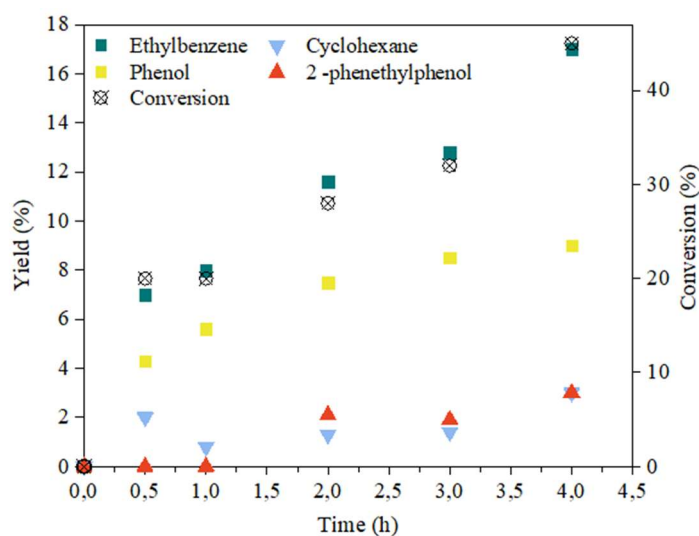 18
16
14
12
10
8
6
4
2
0
Yield (%)
Ethylbenzene
Cyclohexane
Phenol
2 -phenethylphenol
Conversion
40
30
20
10
0
Conversion (%)
0,0 0,5 1,0 1,5 2,0 2,5 3,0 3,5 4,0 4,5
Time (h)